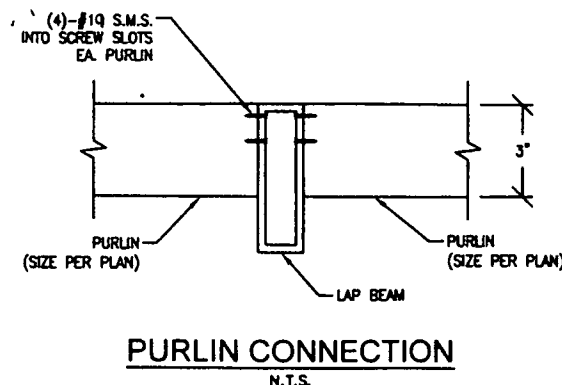 (4)-#10 S.M.S.
INTO SCREW SLOTS
EA. PURLIN
3"
PURLIN
(SIZE PER PLAN)
PURLIN
(SIZE PER PLAN)
LAP BEAM
PURLIN CONNECTION
N.T.S.